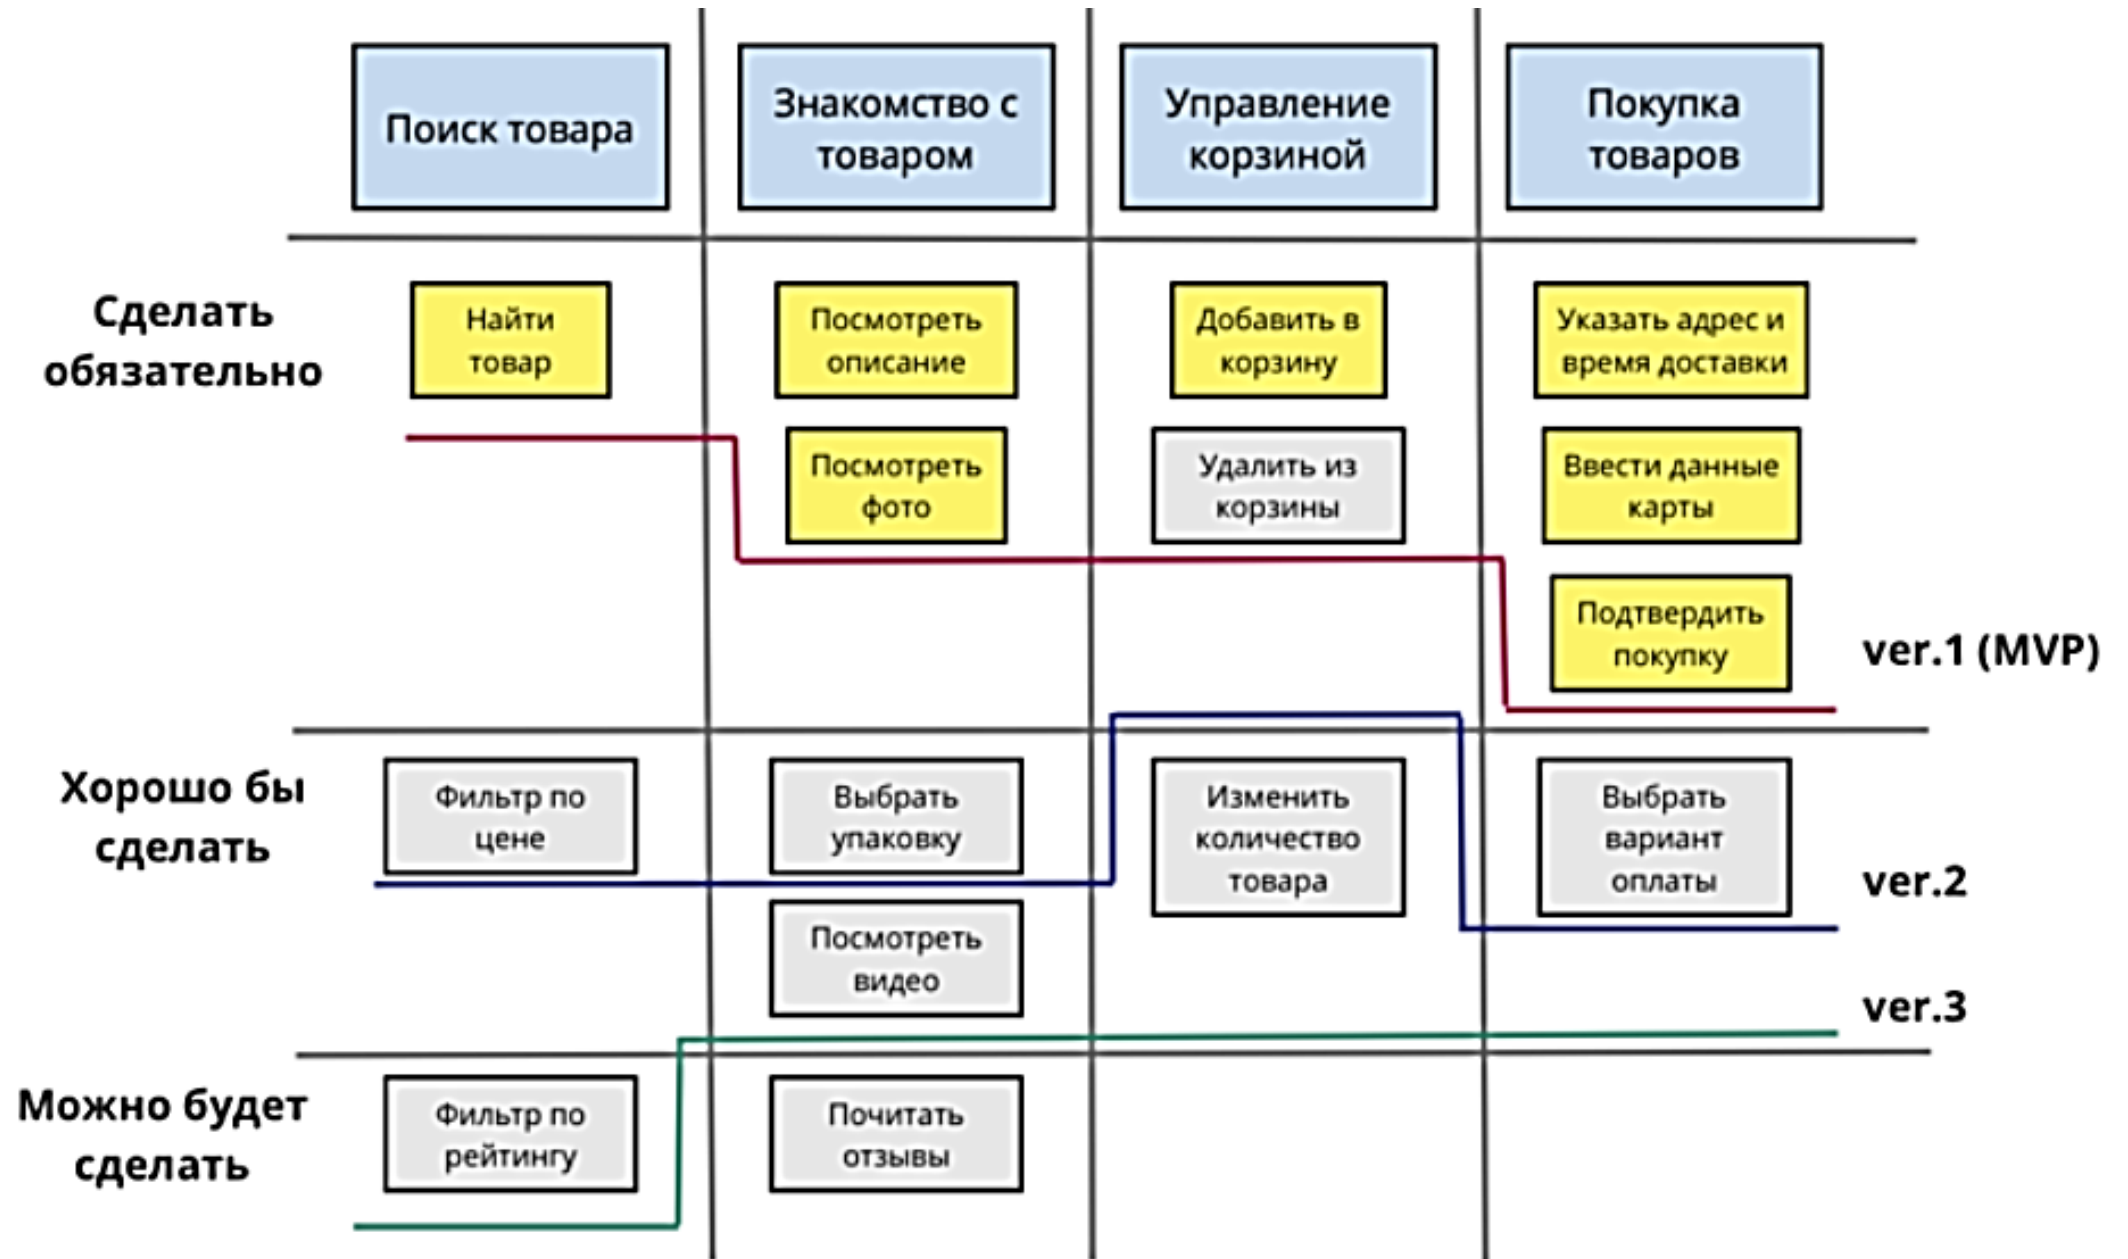 Поиск товара
Знакомство с
товаром
Управление
корзиной
Покупка
товаров
Сделать
обязательно
Найти
товар
Посмотреть
описание
Добавить в
корзину
Указать адрес и
время доставки
Посмотреть
фото
Удалить из
корзины
Ввести данные
карты
Подтвердить
покупку
ver.1 (MVP)
Хорошо бы
сделать
Фильтр по
цене
Выбрать
упаковку
Изменить
количество
товара
Выбрать
вариант
оплаты
ver.2
Посмотреть
видео
ver.3
Можно будет
сделать
Фильтр по
рейтингу
Почитать
отзывы